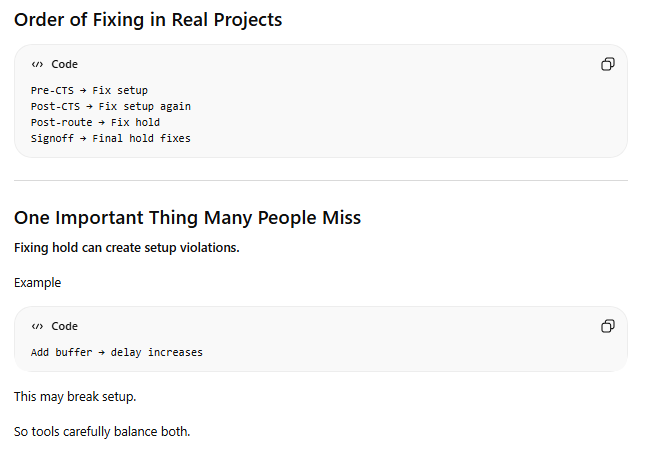 Order of Fixing in Real Projects
Code
Pre-CTS → Fix setup
Post-CTS → Fix setup again
Post-route → Fix hold
Signoff → Final hold fixes
One Important Thing Many People Miss
Fixing hold can create setup violations.
Example
Code
Add buffer → delay increases
This may break setup.
So tools carefully balance both.